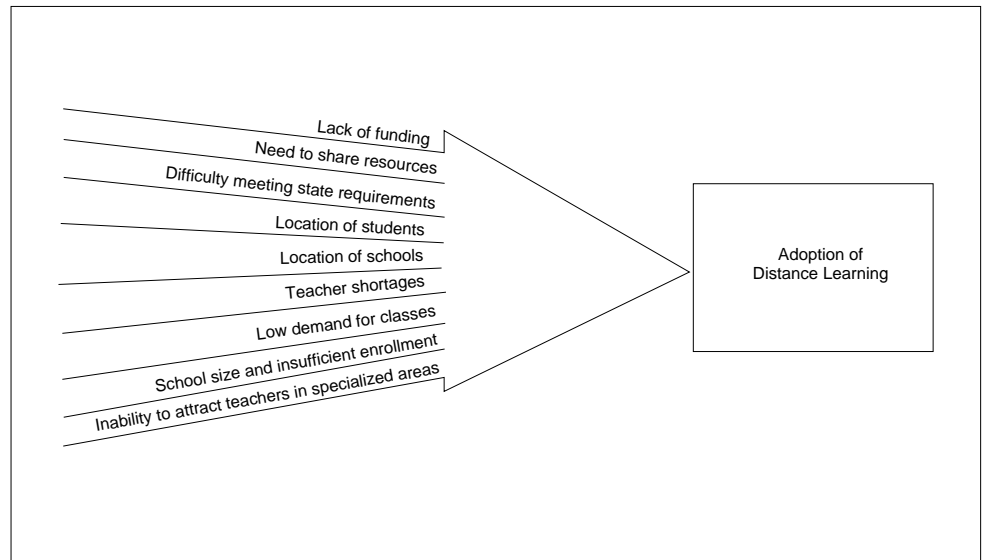 Lack of funding
Need to share resources
Difficulty meeting state requirements
Location of students
Location of schools
Teacher shortages
Low demand for classes
School size and insufficient enrollment
Inability to attract teachers in specialized areas
Adoption of
Distance Learning